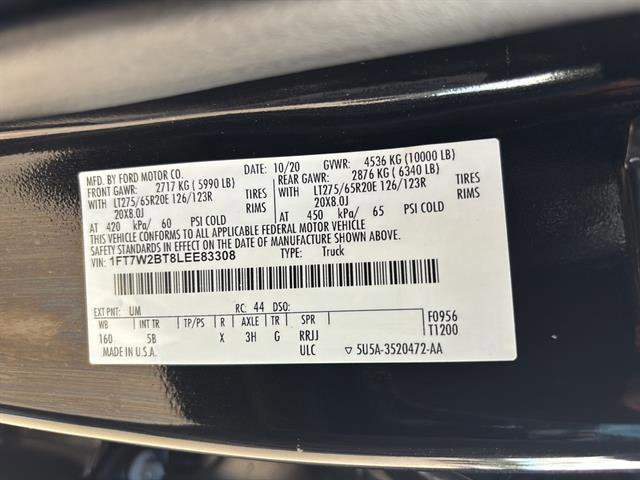 MFD. BY FORD MOTOR CO.
DATE: 10/20 GVWR: 4536 KG (10000 LB)
FRONT GAWR: 2717 KG ( 5990 LB)
REAR GAWR: 2876 KG ( 6340 LB)
WITH LT275/65R20E 126/123R TIRES
WITH LT275/65R20E 126/123R TIRES
20X8.0J RIMS
20X8.0J RIMS
AT 420 kPa/ 60 PSI COLD
AT 450 kPa/ 65 PSI COLD
THIS VEHICLE CONFORMS TO ALL APPLICABLE FEDERAL MOTOR VEHICLE
SAFETY STANDARDS IN EFFECT ON THE DATE OF MANUFACTURE SHOWN ABOVE.
VIN: 1FT7W2BT8LEE83308 TYPE: Truck
EXT PNT: UM RC: 44 DSO:
WB INT TR TP/PS R AXLE TR SPR
160 5B X 3H G RRJJ
F0956
T1200
MADE IN U.S.A. ULC ▽ 5U5A-3520472-AA